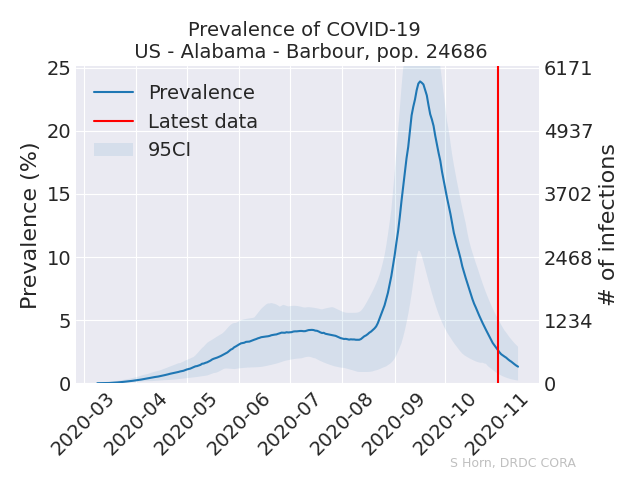 Prevalence of COVID-19
US - Alabama - Barbour, pop. 24686
Prevalence (%)
25
20
15
10
5
0
Prevalence
Latest data
95CI
6171
4937
3702
2468
1234
0
# of infections
2020-03
2020-04
2020-05
2020-06
2020-07
2020-08
2020-09
2020-10
2020-11
S Horn, DRDC CORA